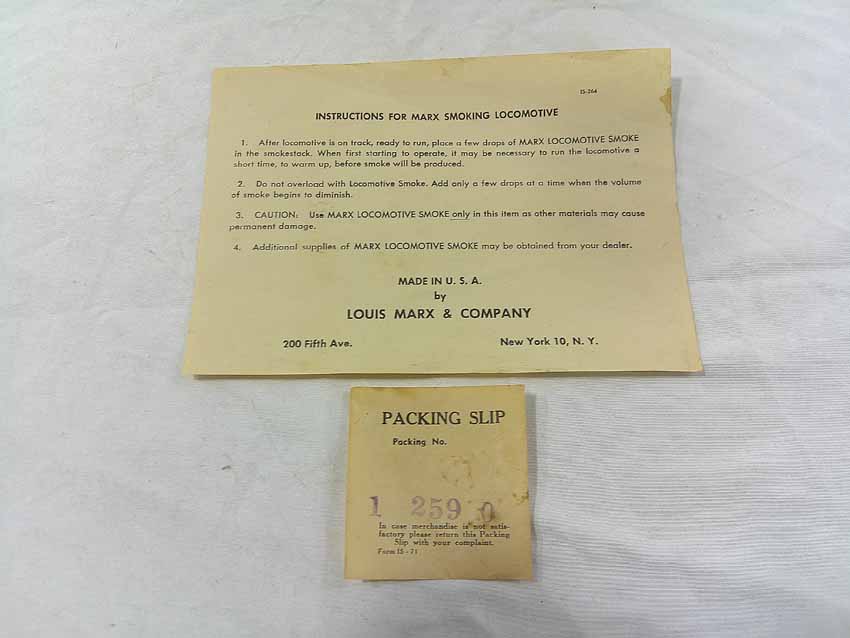 IS-264
INSTRUCTIONS FOR MARX SMOKING LOCOMOTIVE
1. After locomotive is on track, ready to run, place a few drops of MARX LOCOMOTIVE SMOKE
in the smokestack. When first starting to operate, it may be necessary to run the locomotive a
short time, to warm up, before smoke will be produced.
2. Do not overload with Locomotive Smoke. Add only a few drops at a time when the volume
of smoke begins to diminish.
3. CAUTION: Use MARX LOCOMOTIVE SMOKE only in this item as other materials may cause
permanent damage.
4. Additional supplies of MARX LOCOMOTIVE SMOKE may be obtained from your dealer.
MADE IN U. S. A.
by
LOUIS MARX & COMPANY
200 Fifth Ave. New York 10, N. Y.
PACKING SLIP
Packing No.
1 259 0
In case merchandise is not satis-
factory please return this Packing
Slip with your complaint.
Form IS - 71